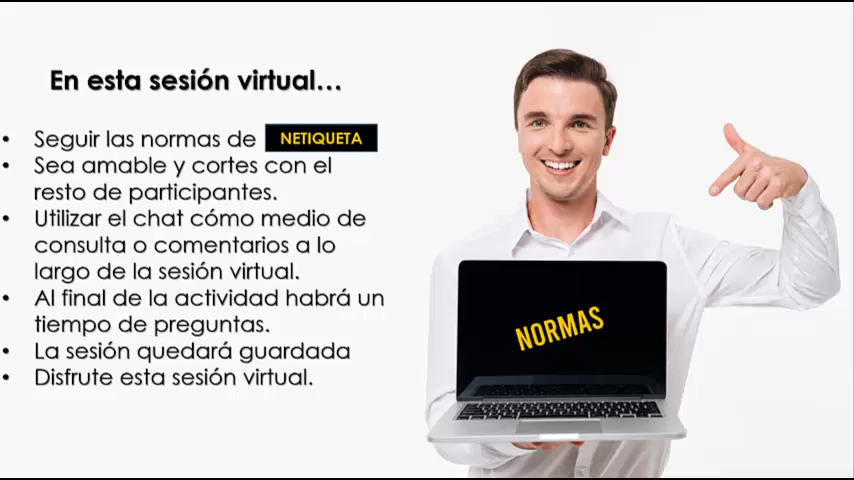 En esta sesión virtual...
• Seguir las normas de NETIQUETA
• Sea amable y cortes con el
resto de participantes.
• Utilizar el chat cómo medio de
consulta o comentarios a lo
largo de la sesión virtual.
• Al final de la actividad habrá un
tiempo de preguntas.
• La sesión quedará guardada
• Disfrute esta sesión virtual.
NORMAS